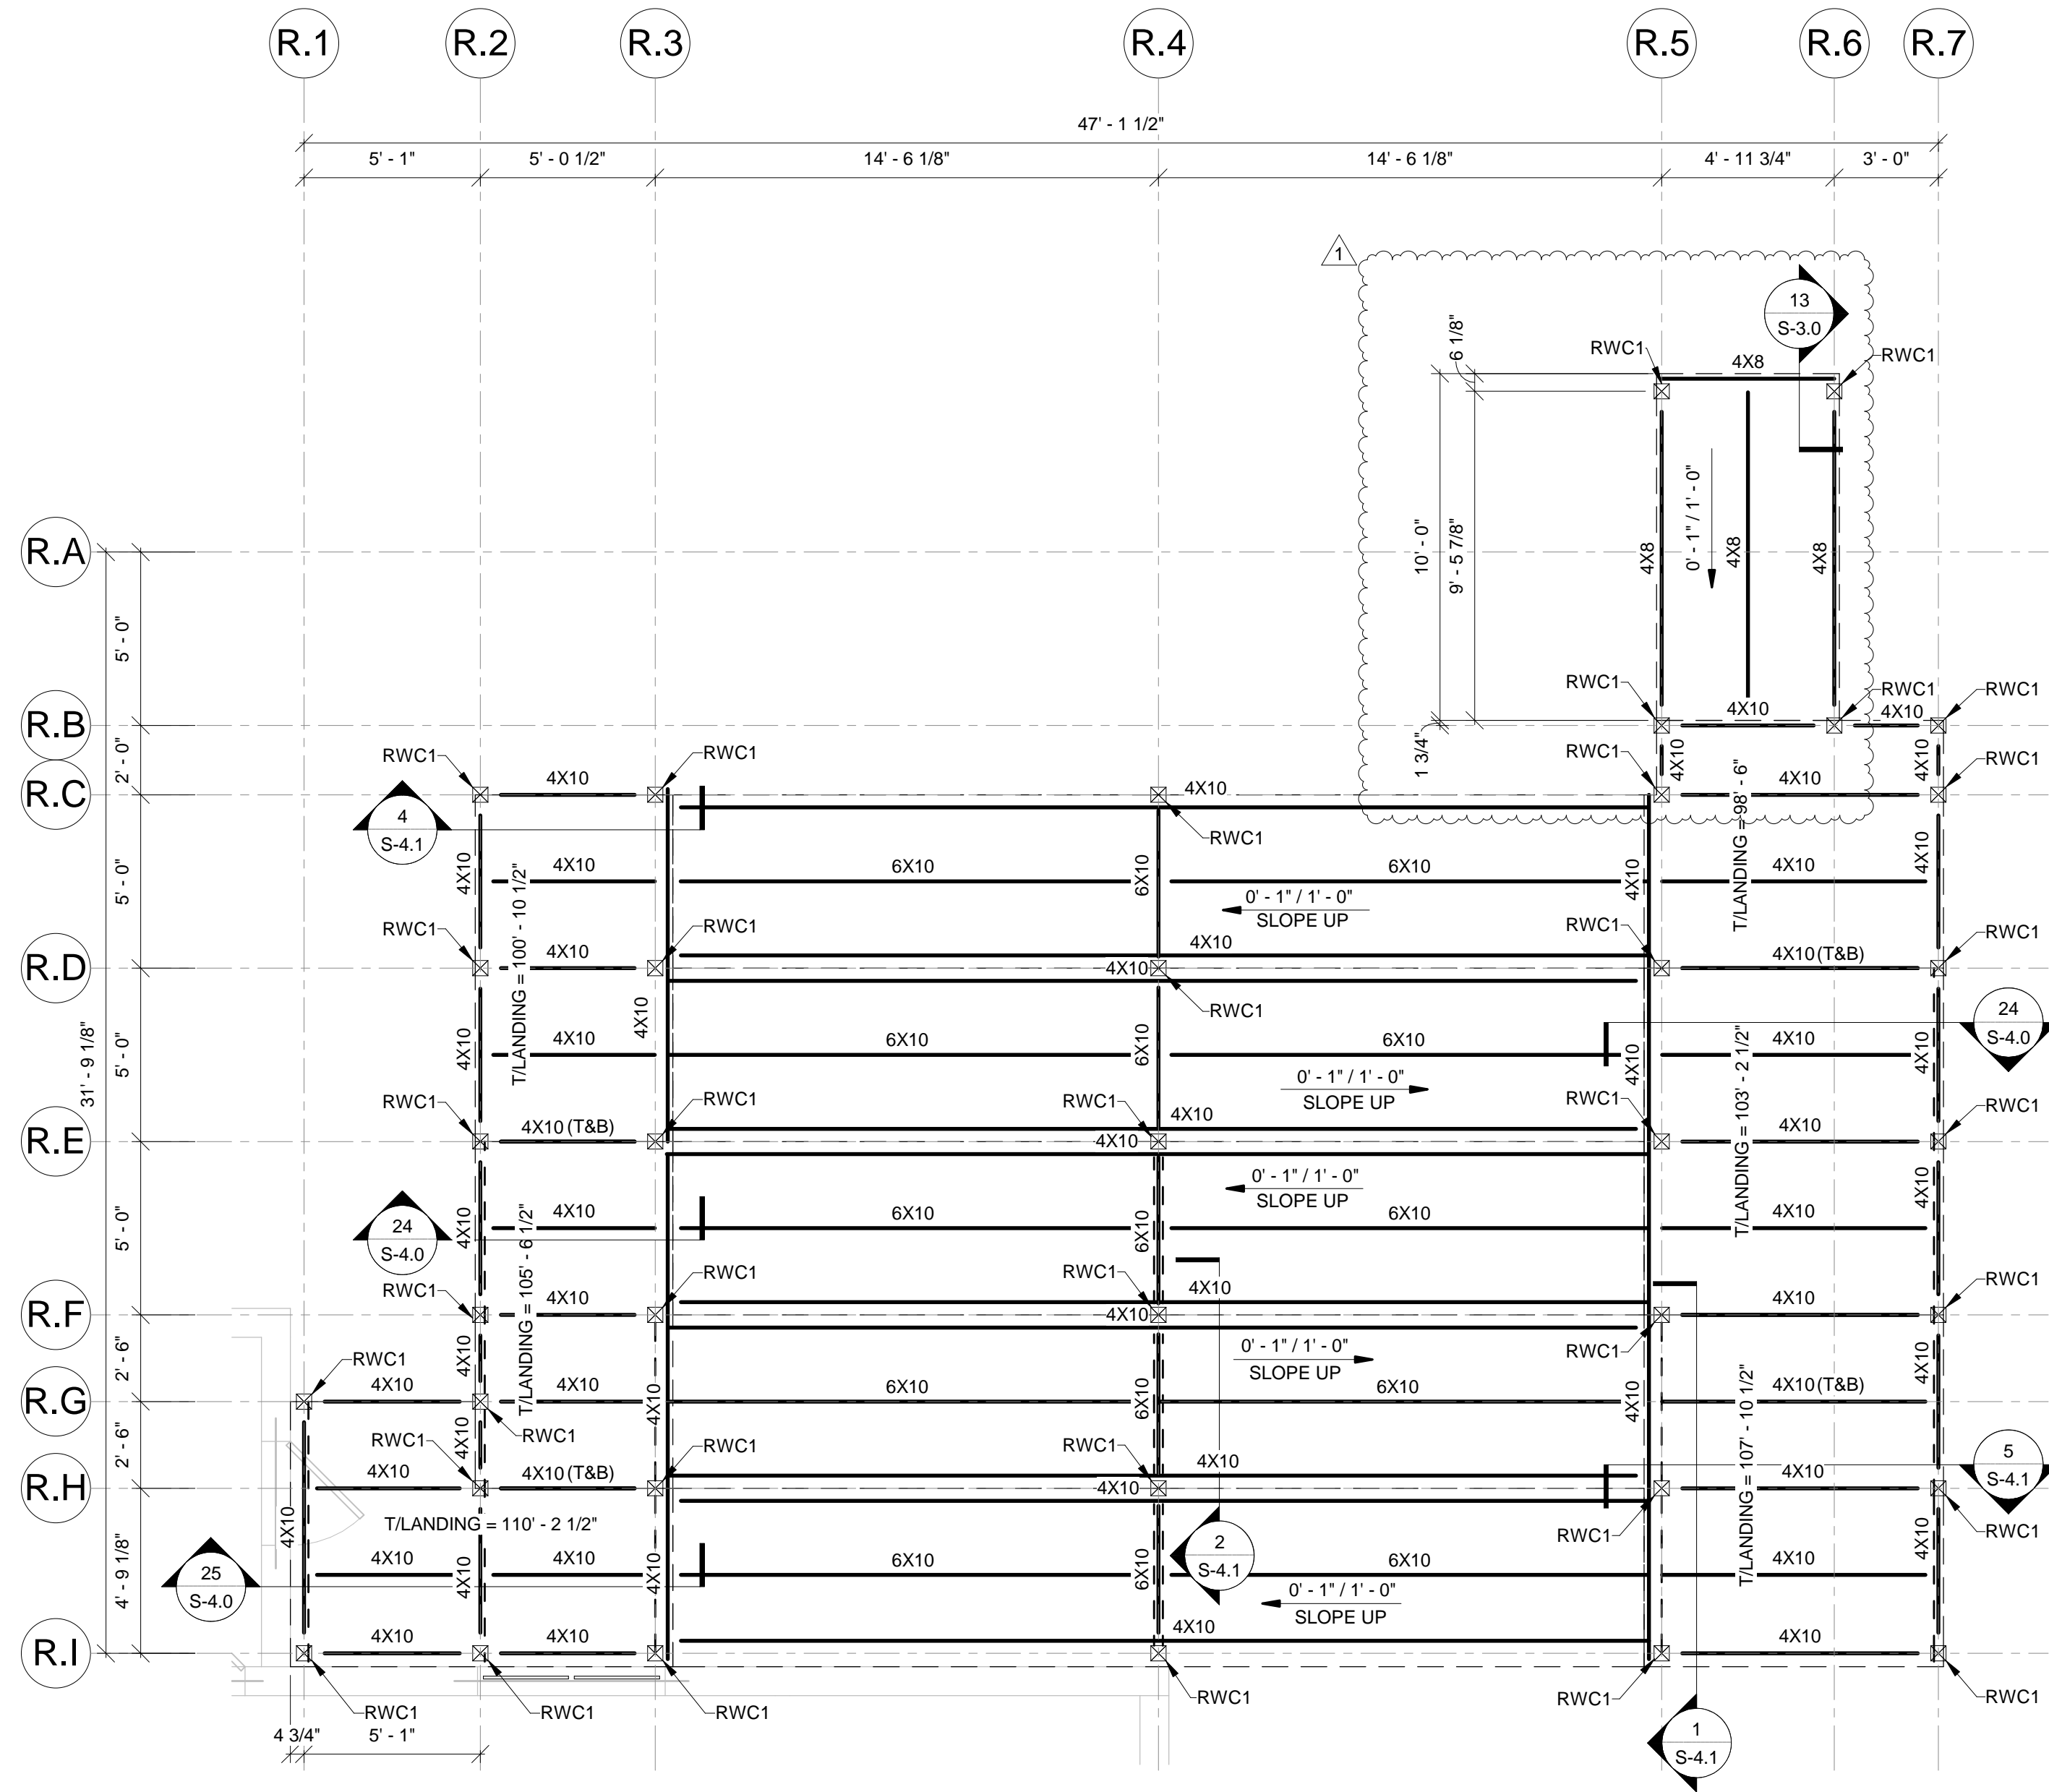 R.1
R.2
R.3
R.4
R.5
R.6
R.7
47' - 1 1/2"
5' - 1"
5' - 0 1/2"
14' - 6 1/8"
14' - 6 1/8"
4' - 11 3/4"
3' - 0"
1
13
S-3.0
6 1/8"
RWC1
4X8
RWC1
10' - 0"
9' - 5 7/8"
4X8
0' - 1" / 1' - 0"
4X8
4X8
R.A
5' - 0"
RWC1
RWC1
RWC1
R.B
4X10
4X10
1 3/4"
2' - 0"
RWC1
RWC1
RWC1
4X10
4X10
RWC1
R.C
4X10
4X10
4X10
4
S-4.1
RWC1
5' - 0"
4X10
4X10
T/LANDING = 100' - 10 1/2"
6X10
6X10
6X10
4X10
4X10
T/LANDING = 98' - 6"
4X10
0' - 1" / 1' - 0"
SLOPE UP
RWC1
RWC1
RWC1
RWC1
R.D
4X10
4X10
4X10
4X10 (T&B)
RWC1
24
S-4.0
31' - 9 1/8"
5' - 0"
4X10
4X10
4X10
6X10
6X10
6X10
4X10
4X10
T/LANDING = 103' - 2 1/2"
4X10
0' - 1" / 1' - 0"
SLOPE UP
RWC1
RWC1
RWC1
RWC1
RWC1
R.E
4X10 (T&B)
4X10
4X10
4X10
0' - 1" / 1' - 0"
SLOPE UP
5' - 0"
24
S-4.0
4X10
4X10
T/LANDING = 105' - 6 1/2"
6X10
6X10
6X10
4X10
4X10
RWC1
RWC1
RWC1
RWC1
R.F
4X10
4X10
4X10
4X10
RWC1
2' - 6"
4X10
0' - 1" / 1' - 0"
SLOPE UP
4X10
RWC1
R.G
4X10
4X10
4X10
6X10
6X10
6X10
4X10
4X10 (T&B)
RWC1
2' - 6"
4X10
RWC1
RWC1
RWC1
5
S-4.1
R.H
4X10
4X10 (T&B)
4X10
4X10
4X10
T/LANDING = 107' - 10 1/2"
4X10
T/LANDING = 110' - 2 1/2"
RWC1
RWC1
4' - 9 1/8"
25
S-4.0
4X10
4X10
4X10
4X10
6X10
6X10
2
S-4.1
6X10
4X10
4X10
0' - 1" / 1' - 0"
SLOPE UP
R.I
4X10
4X10
4X10
4X10
RWC1
RWC1
RWC1
RWC1
RWC1
RWC1
4 3/4"
5' - 1"
1
S-4.1